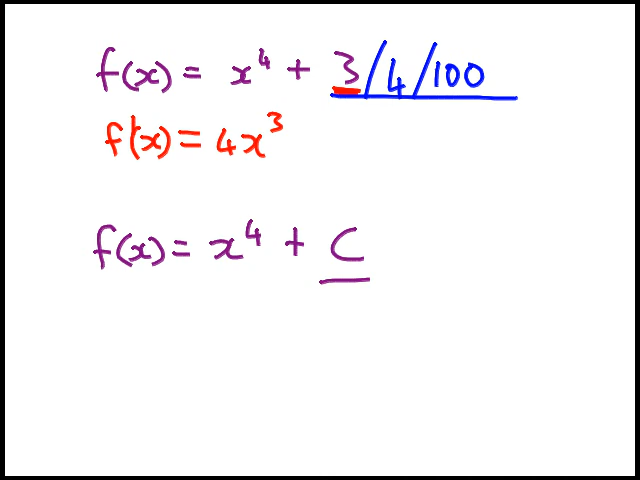 f(x) = x⁴ + 3/4/100
f'(x) = 4x³
f(x) = x⁴ + C